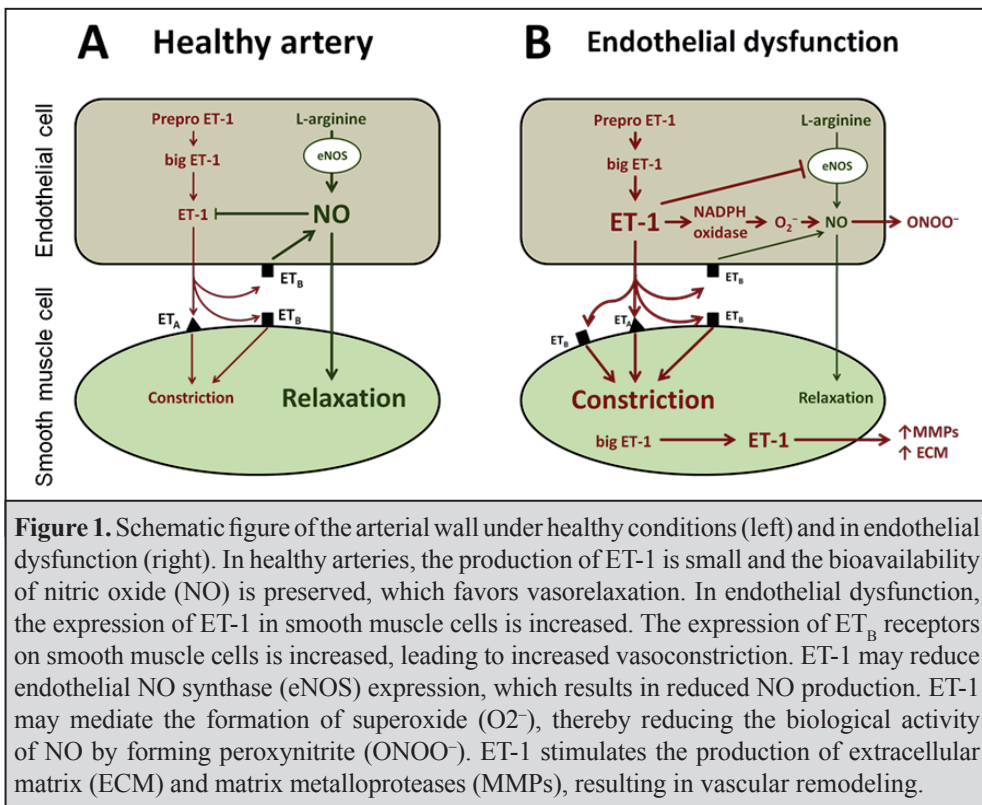 A Healthy artery
B Endothelial dysfunction
Endothelial cell
Smooth muscle cell
Prepro ET-1
L-arginine
big ET-1
eNOS
ET-1
NO
ET_B
ET_A
ET_B
Constriction
Relaxation
Prepro ET-1
L-arginine
big ET-1
eNOS
ET-1
NADPH
oxidase
O₂⁻
NO
ONOO⁻
ET_B
ET_A
ET_B
ET_B
Constriction
Relaxation
big ET-1
ET-1
↑MMPs
↑ ECM
Figure 1. Schematic figure of the arterial wall under healthy conditions (left) and in endothelial
dysfunction (right). In healthy arteries, the production of ET-1 is small and the bioavailability
of nitric oxide (NO) is preserved, which favors vasorelaxation. In endothelial dysfunction,
the expression of ET-1 in smooth muscle cells is increased. The expression of ET_B receptors
on smooth muscle cells is increased, leading to increased vasoconstriction. ET-1 may reduce
endothelial NO synthase (eNOS) expression, which results in reduced NO production. ET-1
may mediate the formation of superoxide (O2⁻), thereby reducing the biological activity
of NO by forming peroxynitrite (ONOO⁻). ET-1 stimulates the production of extracellular
matrix (ECM) and matrix metalloproteases (MMPs), resulting in vascular remodeling.